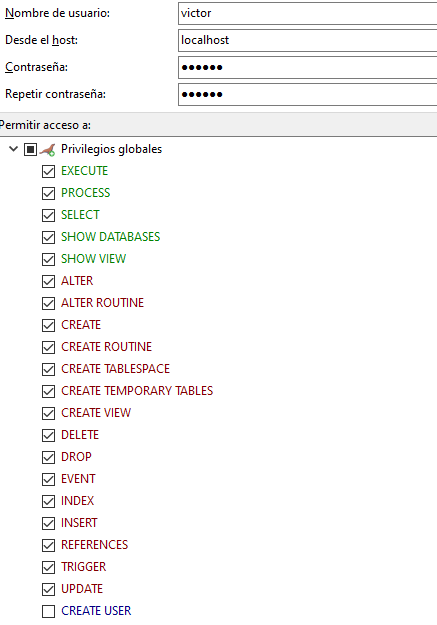 Nombre de usuario: victor
Desde el host: localhost
Contraseña: ●●●●●●
Repetir contraseña: ●●●●●●
Permitir acceso a:
Privilegios globales
EXECUTE
PROCESS
SELECT
SHOW DATABASES
SHOW VIEW
ALTER
ALTER ROUTINE
CREATE
CREATE ROUTINE
CREATE TABLESPACE
CREATE TEMPORARY TABLES
CREATE VIEW
DELETE
DROP
EVENT
INDEX
INSERT
REFERENCES
TRIGGER
UPDATE
CREATE USER